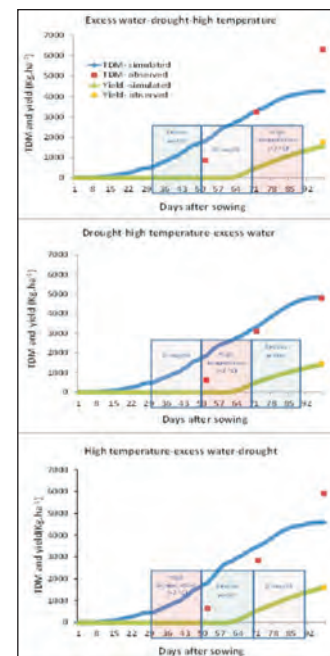 Excess water-drought-high temperature
TDM and yield(Kg.ha⁻¹)
7000
6000
5000
4000
3000
2000
1000
0
TDM- simulated
TDM- observed
Yield -simulated
Yield- observed
Excess
water
Drought
High
temperature
1 8 15 22 29 36 43 50 57 64 71 78 85 92
Days after sowing
Drought-high temperature-excess water
TDM and yield(Kg.ha⁻¹)
7000
6000
5000
4000
3000
2000
1000
0
Drought
High
temperature
Excess
water
1 8 15 22 29 36 43 50 57 64 71 78 85 92
Days after sowing
High temperature-excess water-drought
TDM and yield(Kg.ha⁻¹)
7000
6000
5000
4000
3000
2000
1000
0
High
temperature
Excess
water
Drought
1 8 15 22 29 36 43 50 57 64 71 78 85 92
Days after sowing